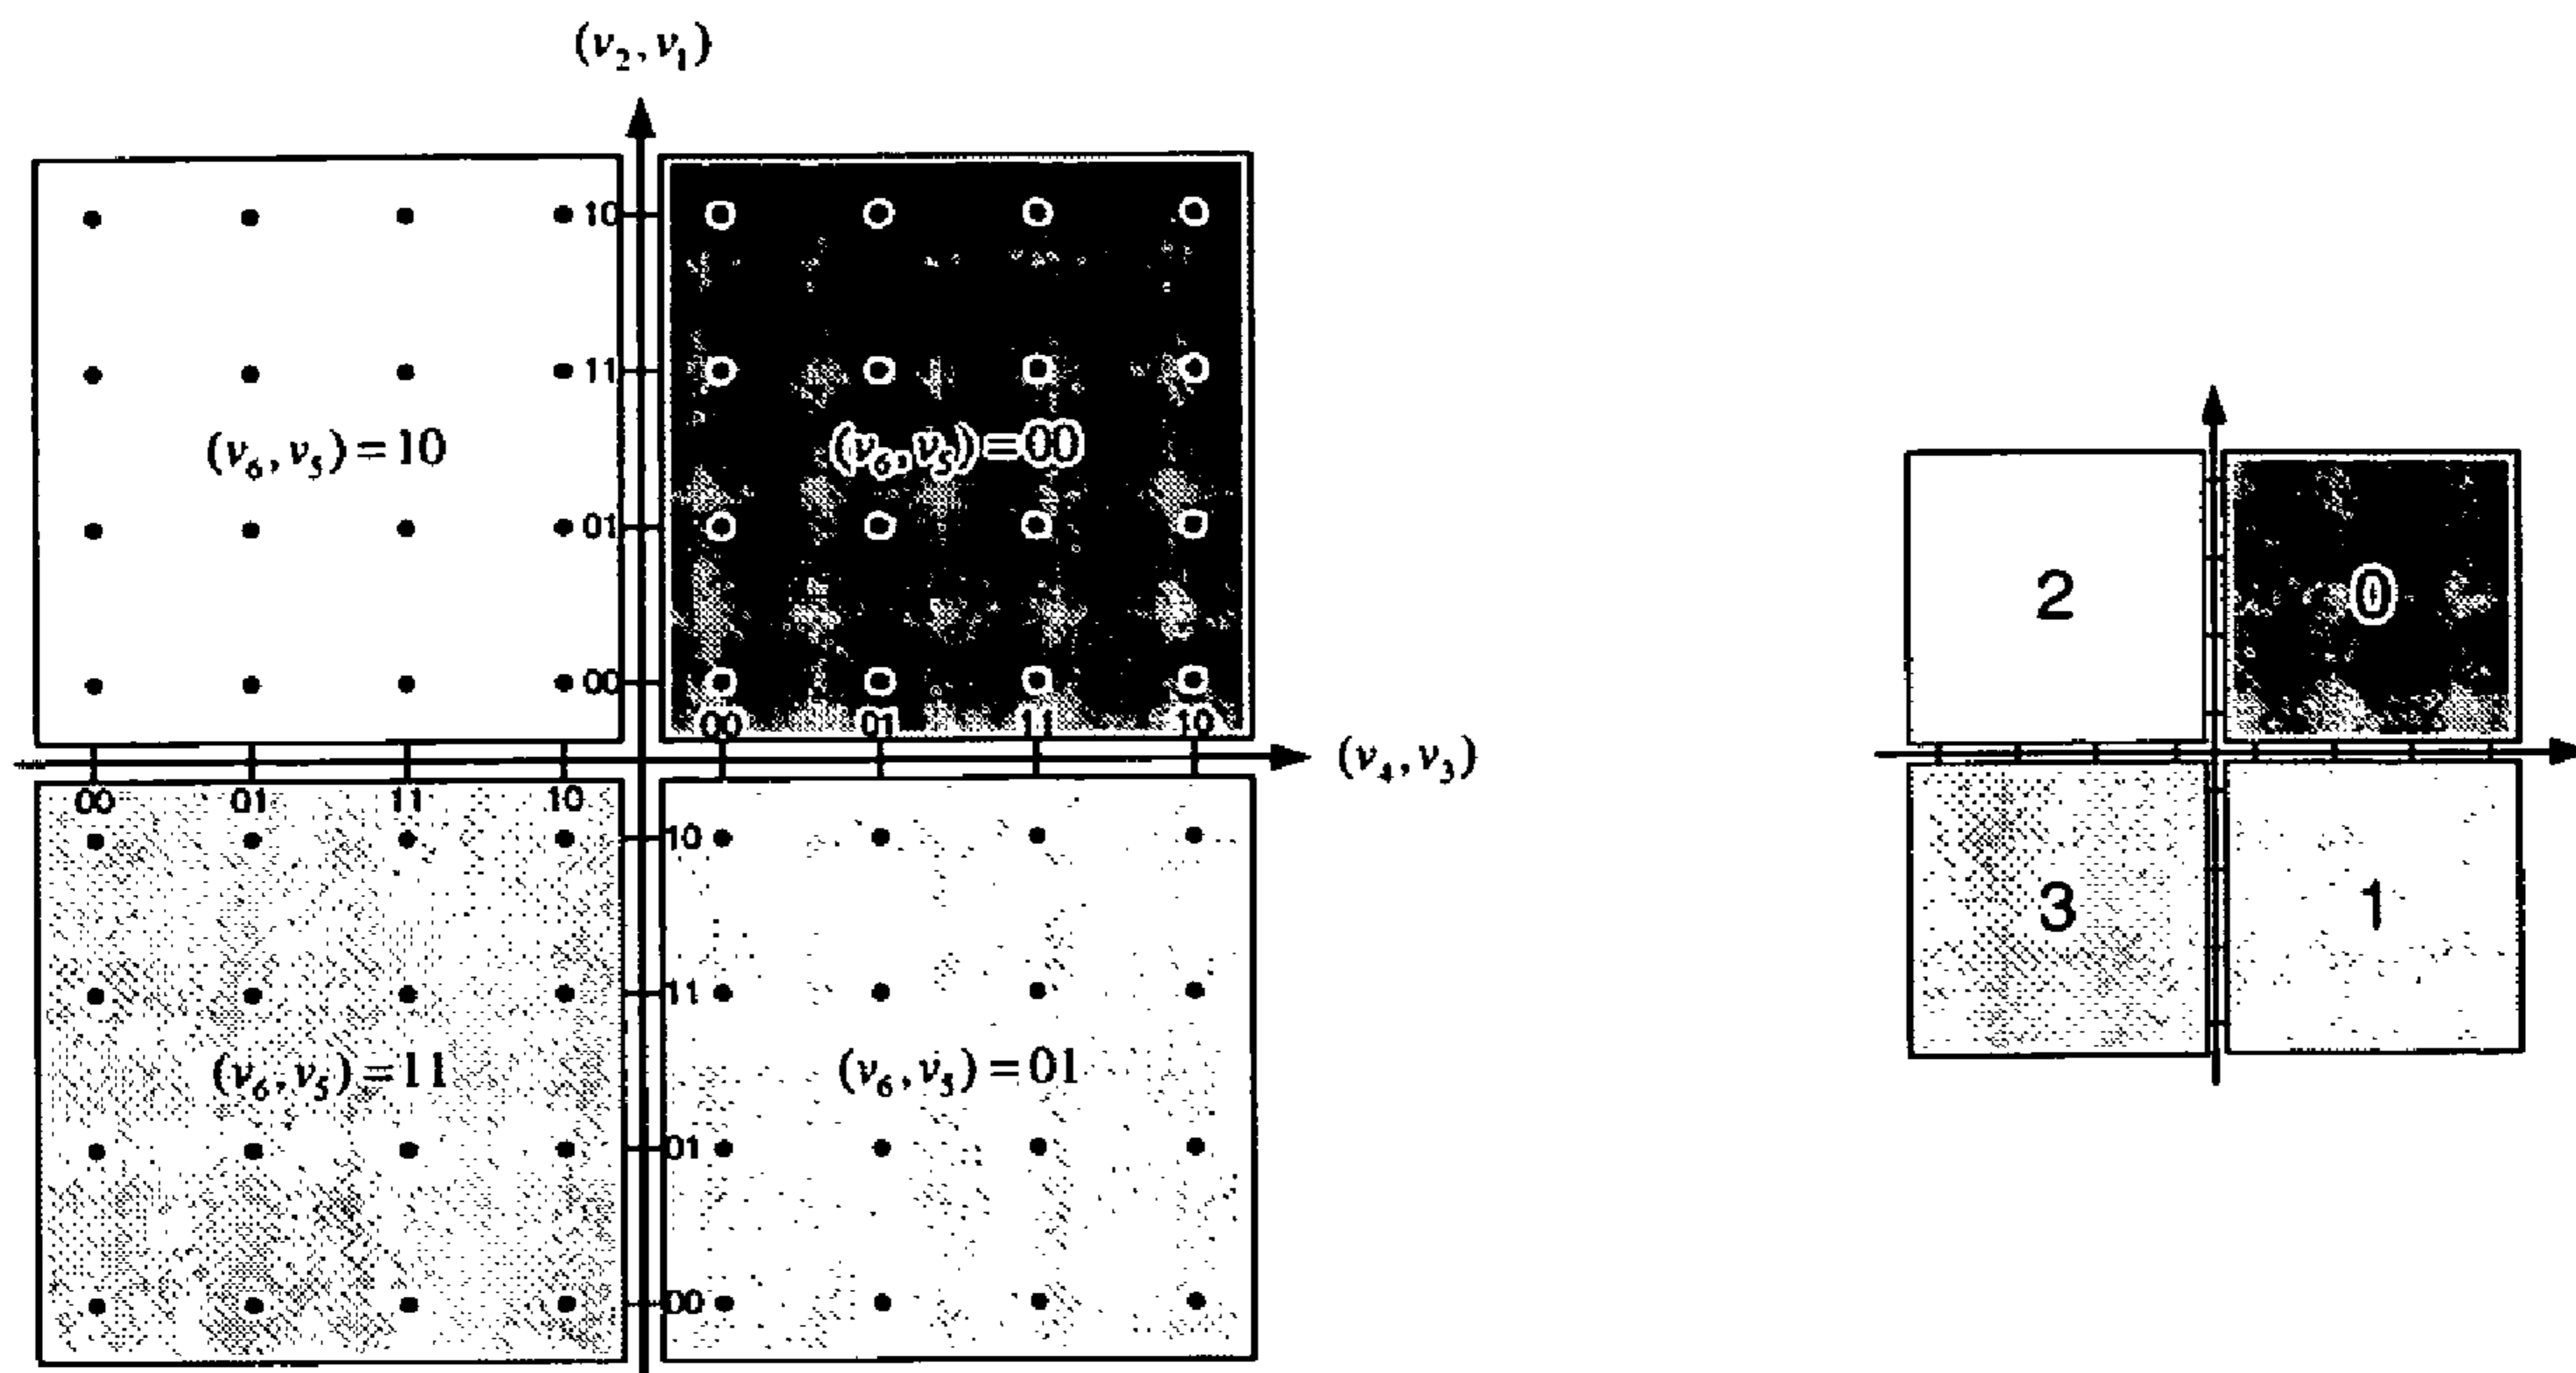 (v₂, v₁)
10
11
(v₆, v₅) = 10
(v₆, v₅) = 00
01
00
00 01 11 10
(v₄, v₃)
00 01 11 10
10
11
(v₆, v₅) = 11
(v₆, v₅) = 01
01
00
2
0
3
1